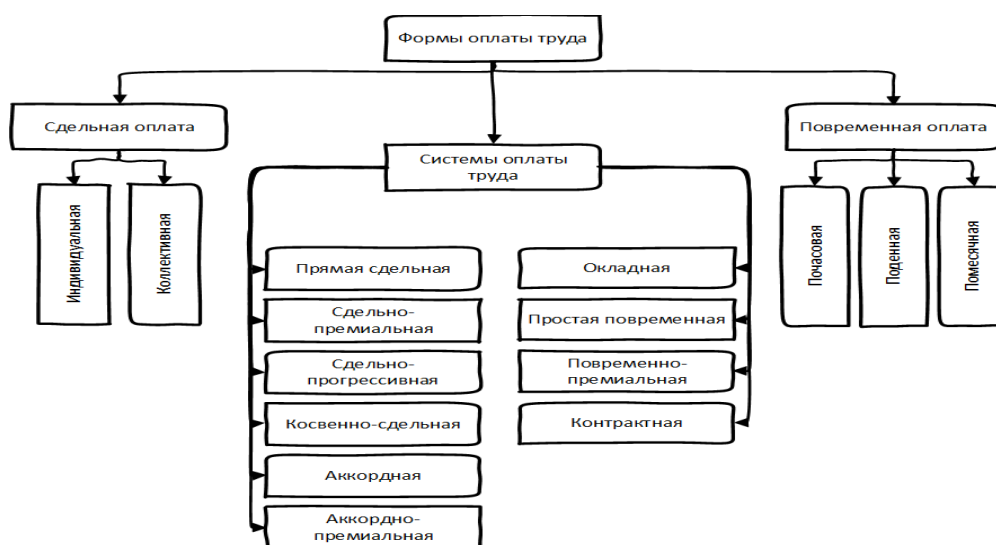 Формы оплаты труда
Сдельная оплата
Повременная оплата
Системы оплаты
труда
Индивидуальная
Коллективная
Почасовая
Поденная
Помесячная
Прямая сдельная
Сдельно-
премиальная
Сдельно-
прогрессивная
Косвенно-сдельная
Аккордная
Аккордно-
премиальная
Окладная
Простая повременная
Повременно-
премиальная
Контрактная